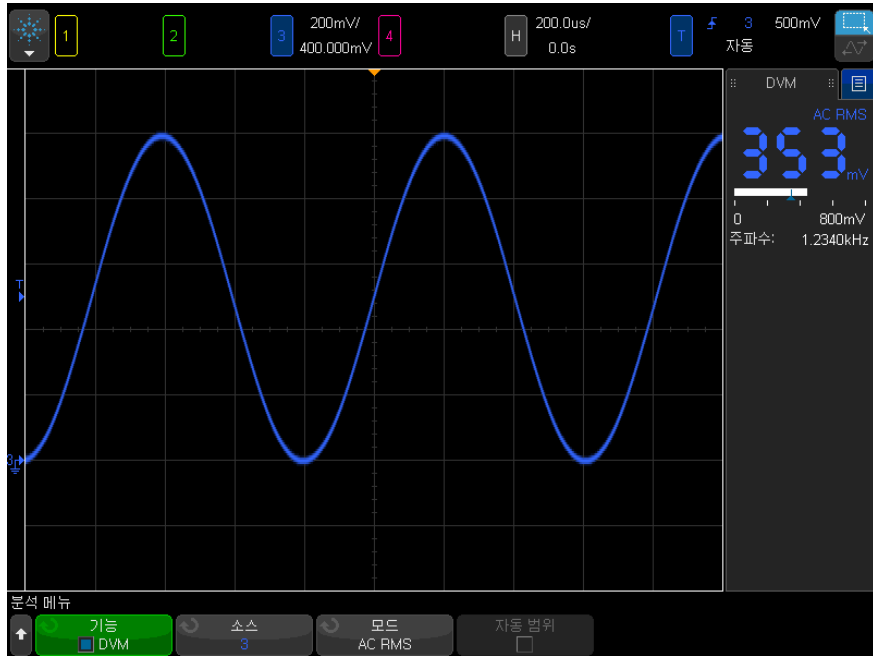 1
2
3
200mV/
400.000mV
4
H
200.0us/
0.0s
T
3
500mV
자동
DVM
AC RMS
353
mV
0
800mV
주파수:
1.2340kHz
T
3
분석 메뉴
기능
DVM
소스
3
모드
AC RMS
자동 범위